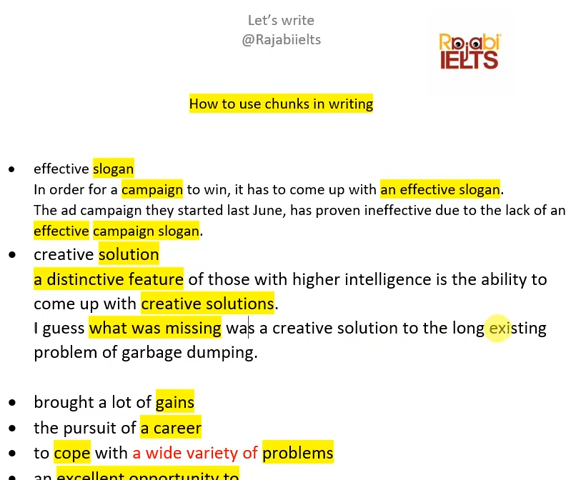 Let's write
@Rajabiielts
Rajabi
IELTS
How to use chunks in writing
• effective slogan
In order for a campaign to win, it has to come up with an effective slogan.
The ad campaign they started last June, has proven ineffective due to the lack of an
effective campaign slogan.
• creative solution
a distinctive feature of those with higher intelligence is the ability to
come up with creative solutions.
I guess what was missing was a creative solution to the long existing
problem of garbage dumping.
• brought a lot of gains
• the pursuit of a career
• to cope with a wide variety of problems
• an excellent opportunity to